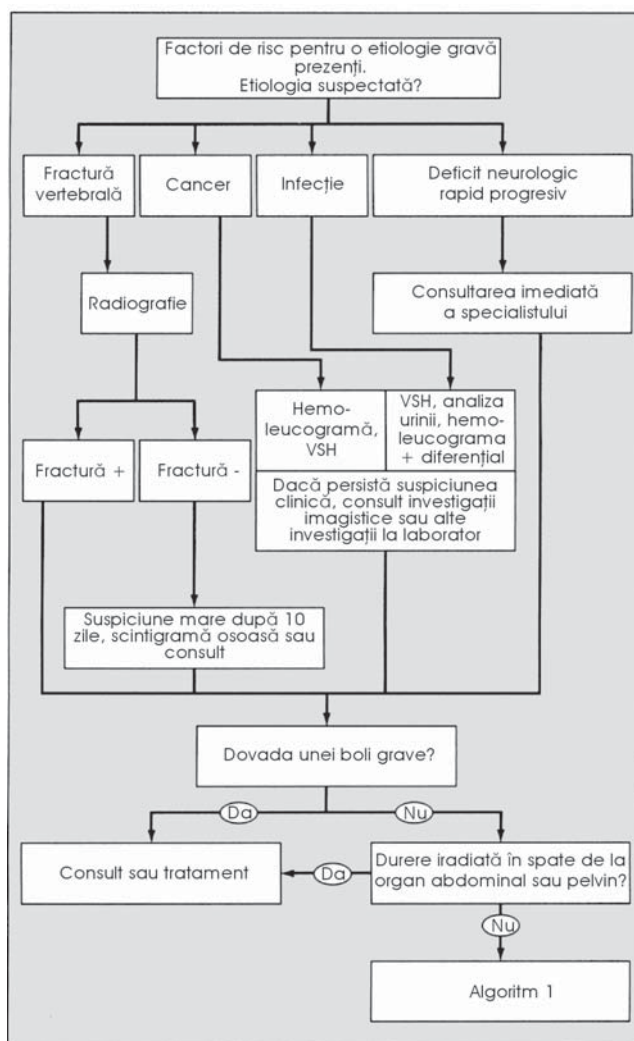 Factori de risc pentru o etiologie gravă
prezenți.
Etiologia suspectată?
Fractură
vertebrală
Cancer
Infecție
Deficit neurologic
rapid progresiv
Radiografie
Consultarea imediată
a specialistului
Hemo-
leucogramă,
VSH
VSH, analiza
urinii, hemo-
leucograma
+ diferențial
Fractură +
Fractură -
Dacă persistă suspiciunea
clinică, consult investigații
imagistice sau alte
investigații la laborator
Suspiciune mare după 10
zile, scintigramă osoasă sau
consult
Dovada unei boli grave?
Da
Nu
Consult sau tratament
Da
Durere iradiată în spate de la
organ abdominal sau pelvin?
Nu
Algoritm 1